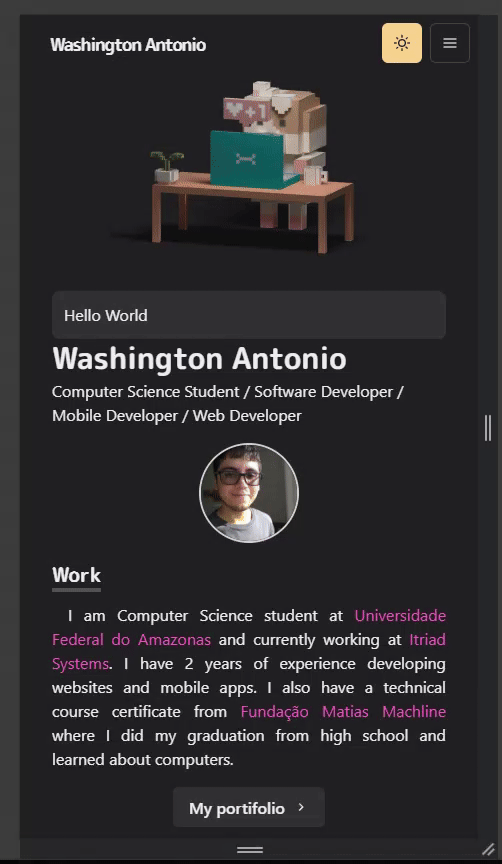 Washington Antonio
Hello World
Washington Antonio
Computer Science Student / Software Developer /
Mobile Developer / Web Developer
Work
I am Computer Science student at Universidade
Federal do Amazonas and currently working at Itriad
Systems. I have 2 years of experience developing
websites and mobile apps. I also have a technical
course certificate from Fundação Matias Machline
where I did my graduation from high school and
learned about computers.
My portifolio